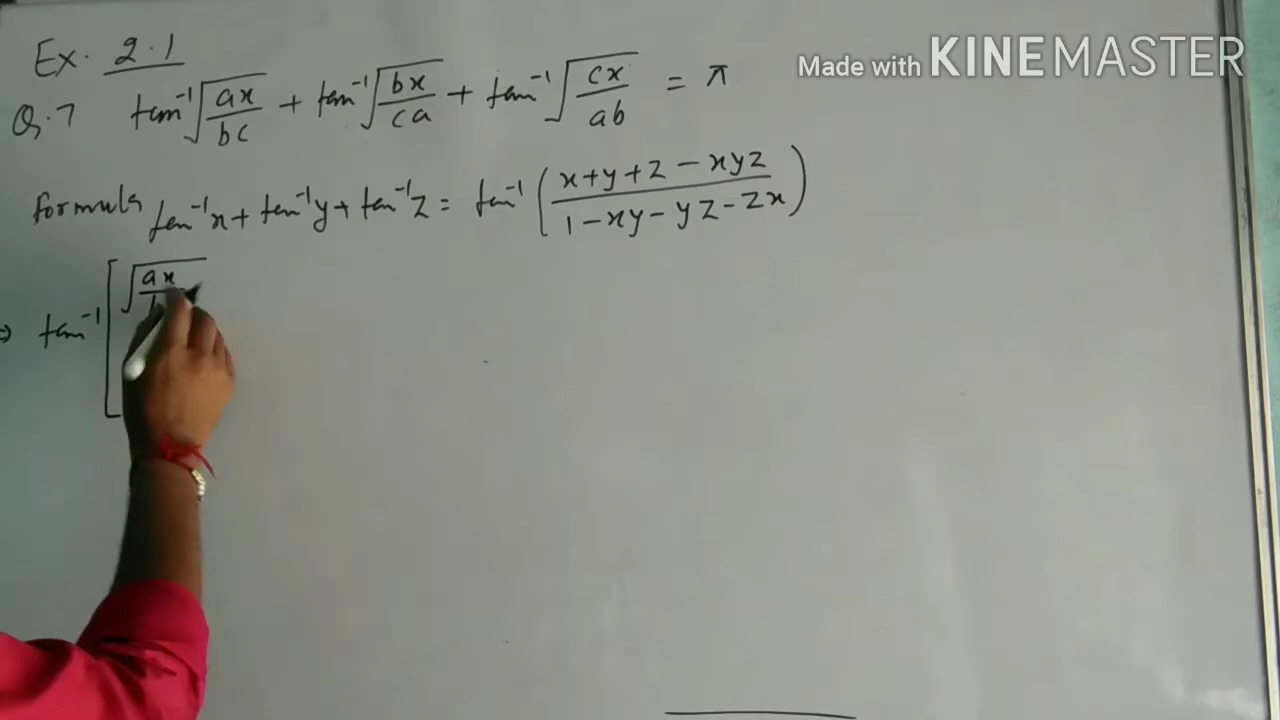 Made with KINEMASTER
Ex. 2.1
Q.7 tan⁻¹√(ax/bc) + tan⁻¹√(bx/ca) + tan⁻¹√(cx/ab) = π
formula tan⁻¹x + tan⁻¹y + tan⁻¹z = tan⁻¹((x+y+z-xyz)/(1-xy-yz-zx))
⇒ tan⁻¹[√(ax/